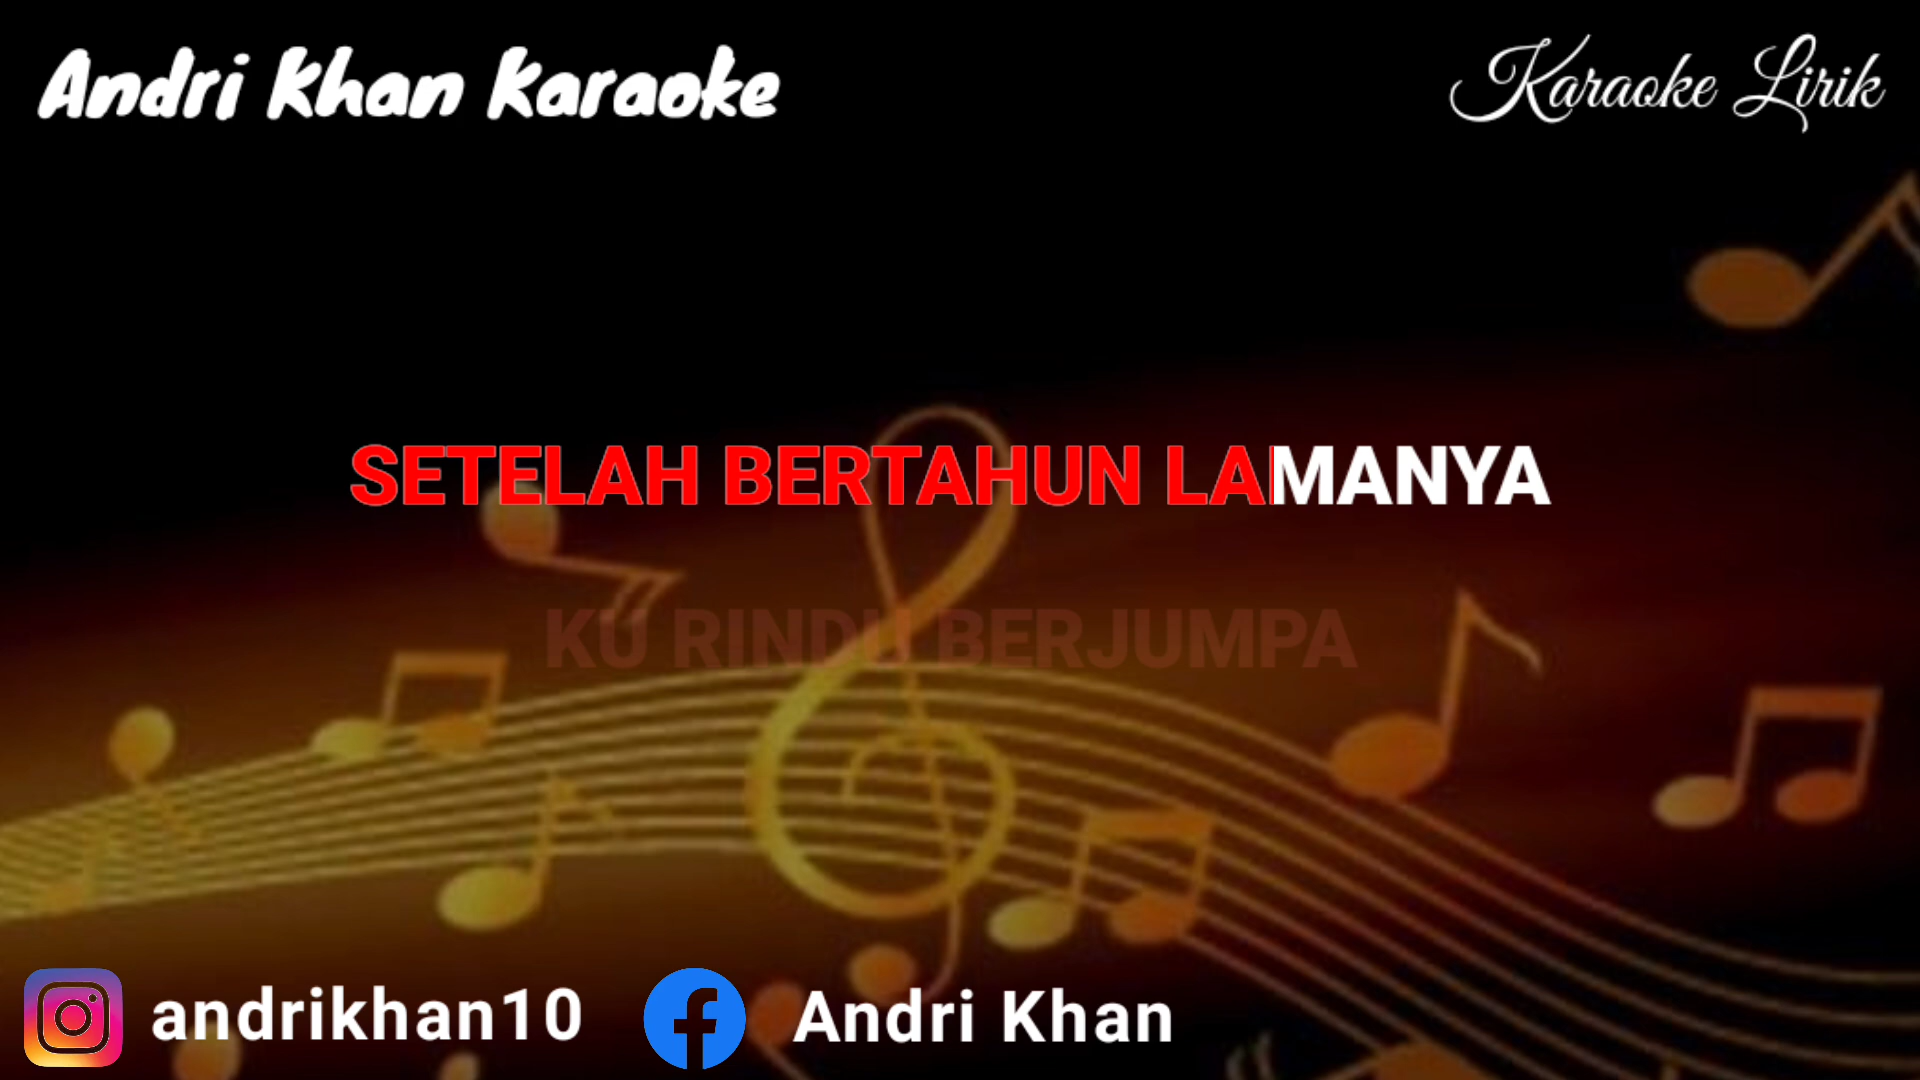 Andri Khan Karaoke
Karaoke Lirik
SETELAH BERTAHUN LAMANYA
KU RINDU BERJUMPA
andrikhan10
Andri Khan